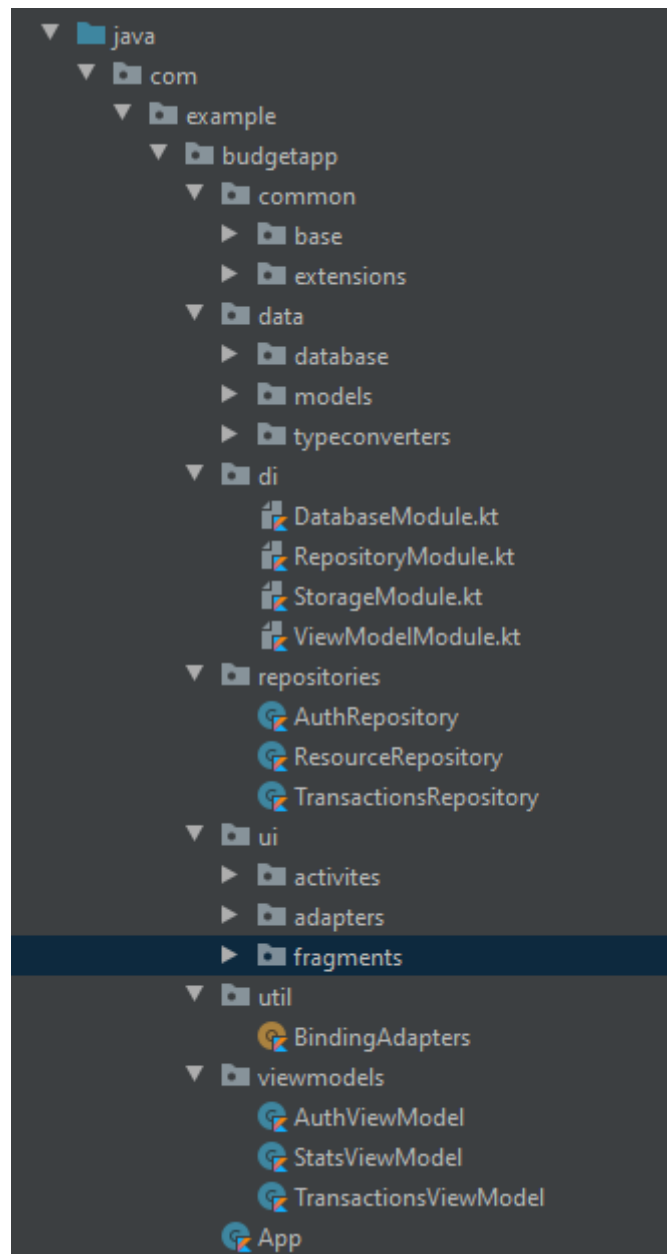 java
com
example
budgetapp
common
base
extensions
data
database
models
typeconverters
di
DatabaseModule.kt
RepositoryModule.kt
StorageModule.kt
ViewModelModule.kt
repositories
AuthRepository
ResourceRepository
TransactionsRepository
ui
activites
adapters
fragments
util
BindingAdapters
viewmodels
AuthViewModel
StatsViewModel
TransactionsViewModel
App